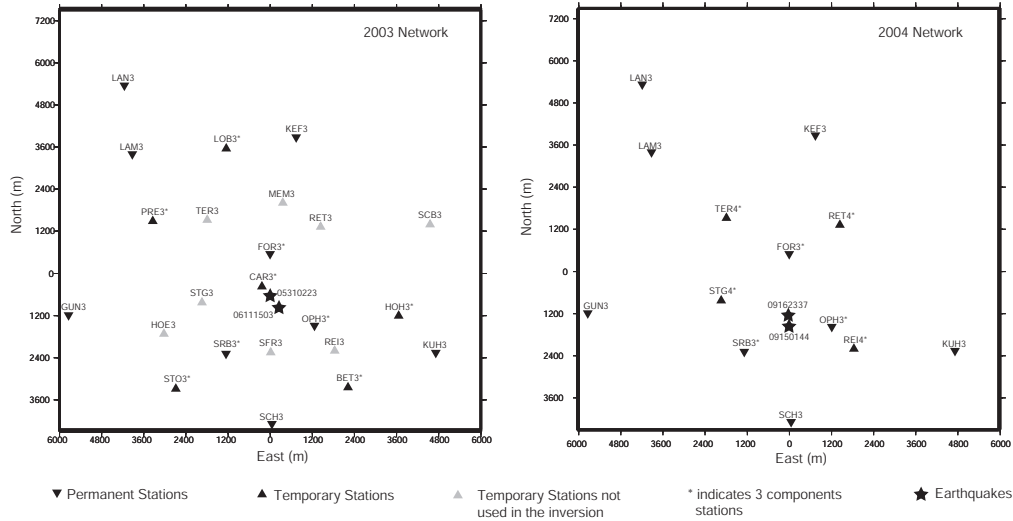 2003 Network
7200
6000
4800
3600
2400
1200
0
1200
2400
3600
North (m)
LAN3
KEF3
LOB3*
LAM3
MEM3
PRE3*
TER3
RET3
SCB3
FOR3*
CAR3*
05310223
STG3
GUN3
06111503
HOH3*
OPH3*
HOE3
SRB3*
SFR3
REI3
KUH3
STO3*
BET3*
SCH3
6000 4800 3600 2400 1200 0 1200 2400 3600 4800 6000
East (m)
2004 Network
7200
6000
4800
3600
2400
1200
0
1200
2400
3600
North (m)
LAN3
KEF3
LAM3
TER4*
RET4*
FOR3*
STG4*
09162337
GUN3
OPH3*
09150144
SRB3*
REI4*
KUH3
SCH3
6000 4800 3600 2400 1200 0 1200 2400 3600 4800 6000
East (m)
Permanent Stations
Temporary Stations
Temporary Stations not
used in the inversion
* indicates 3 components
stations
Earthquakes